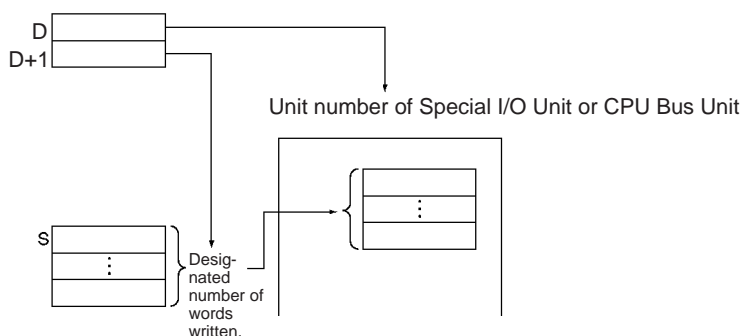 D
D+1
Unit number of Special I/O Unit or CPU Bus Unit
S
Desig-
nated
number of
words
written.